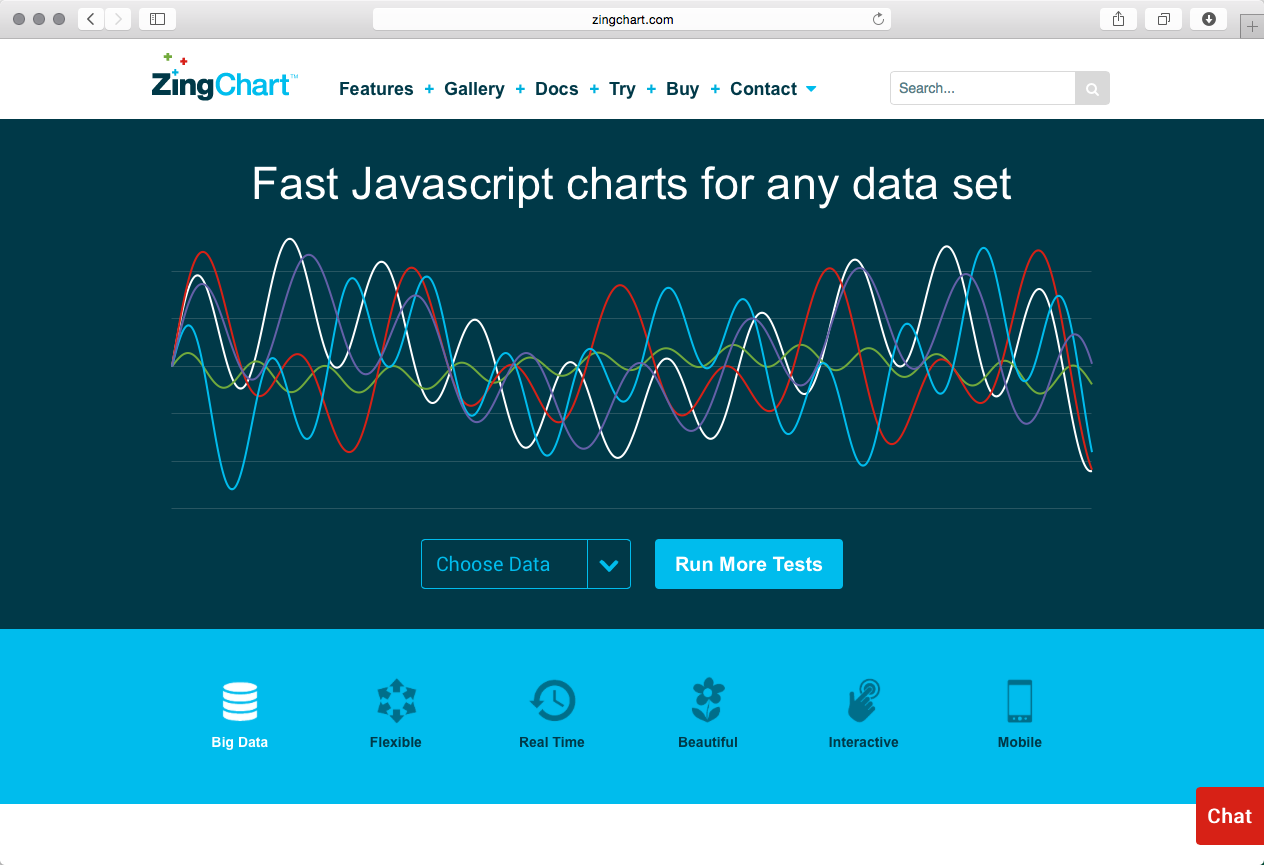 zingchart.com
ZingChart™
Features + Gallery + Docs + Try + Buy + Contact
Search...
Fast Javascript charts for any data set
Choose Data
Run More Tests
Big Data
Flexible
Real Time
Beautiful
Interactive
Mobile
Chat